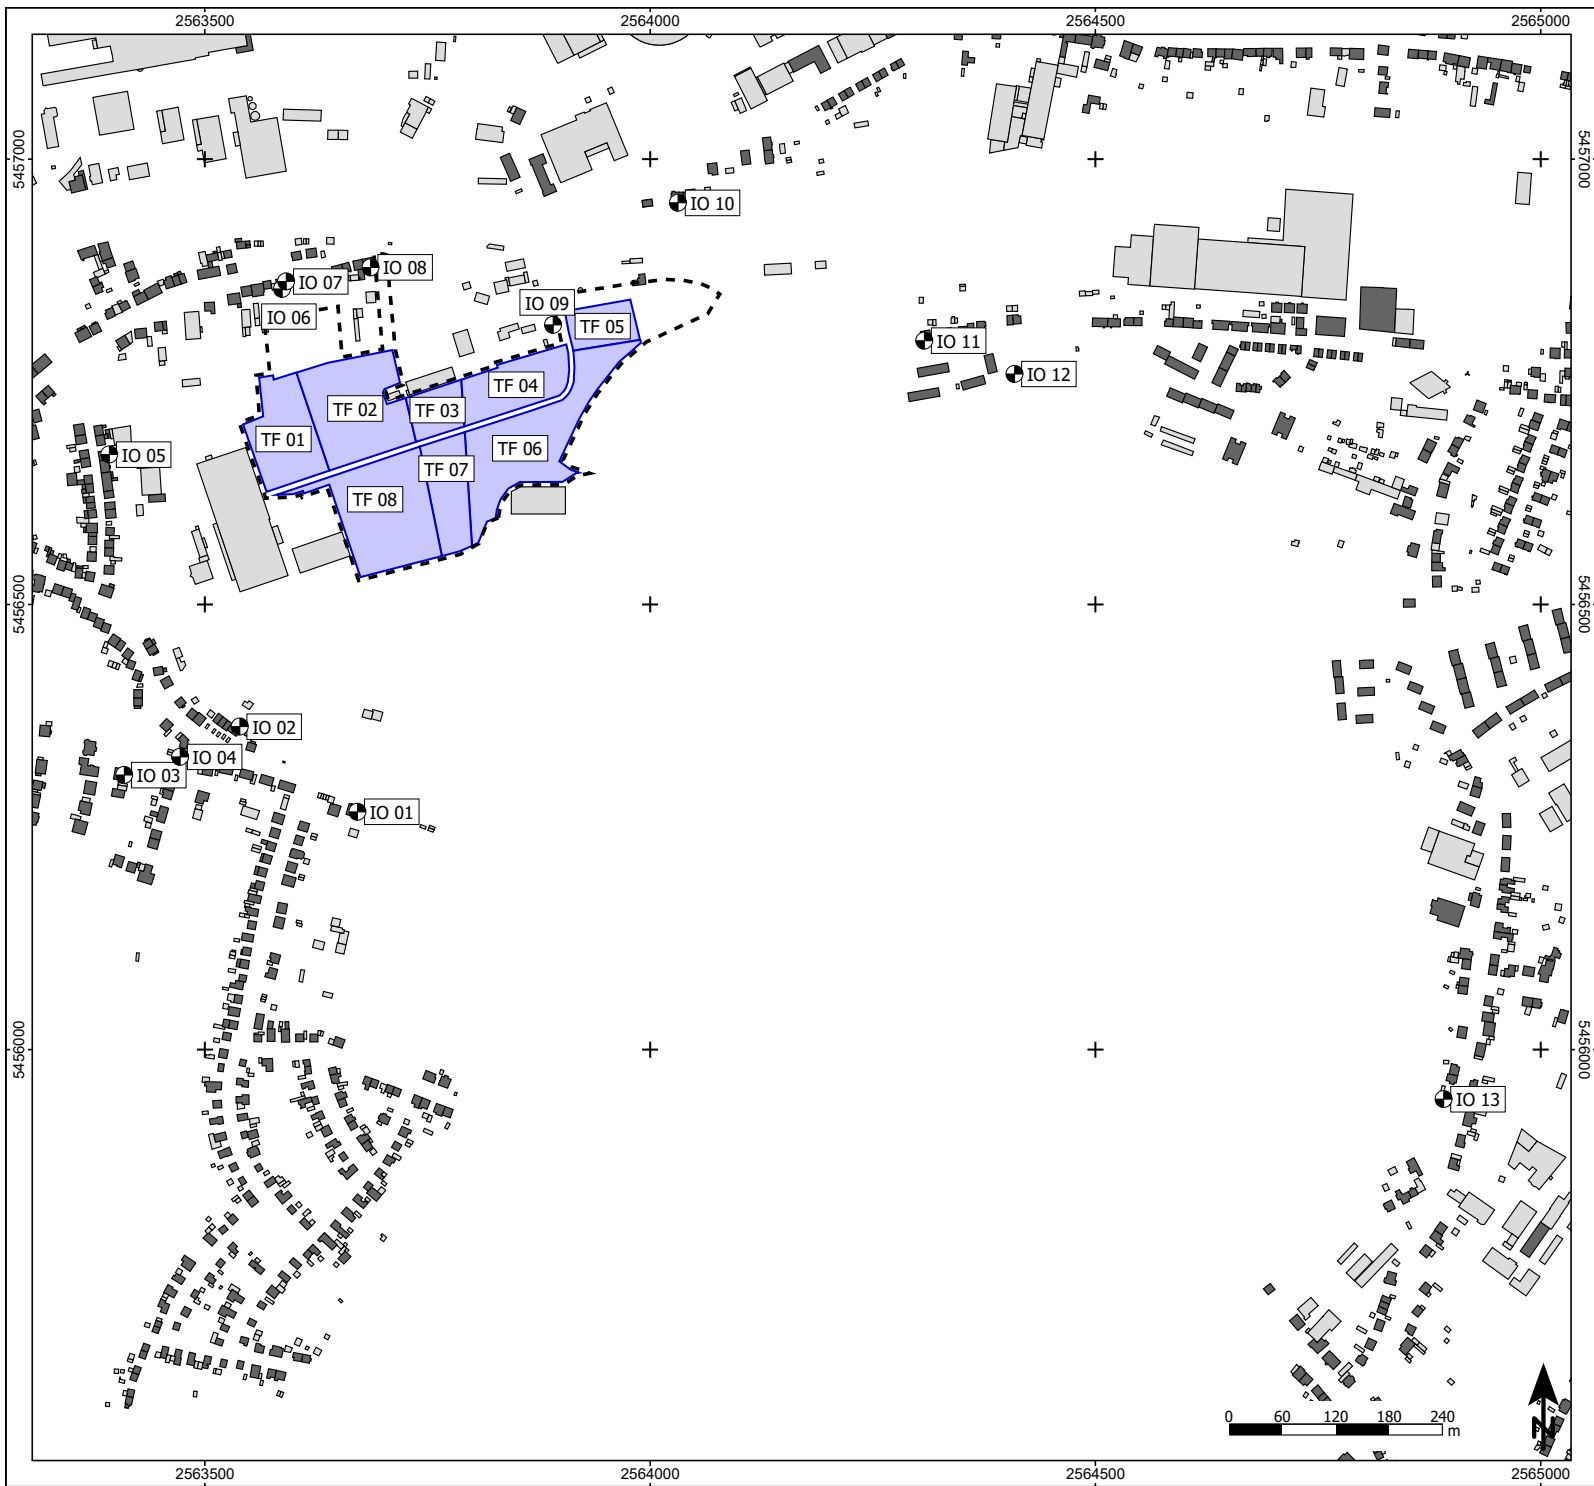 2563500 2564000 2564500 2565000
5457000 5457000
IO 10
IO 08
IO 07
IO 09
IO 06
TF 05
IO 11
IO 12
TF 04
TF 02
TF 03
TF 01
TF 06
IO 05
TF 07
TF 08
5456500 5456500
IO 02
IO 04
IO 03
IO 01
5456000 5456000
IO 13
0 60 120 180 240
m
N
2563500 2564000 2564500 2565000